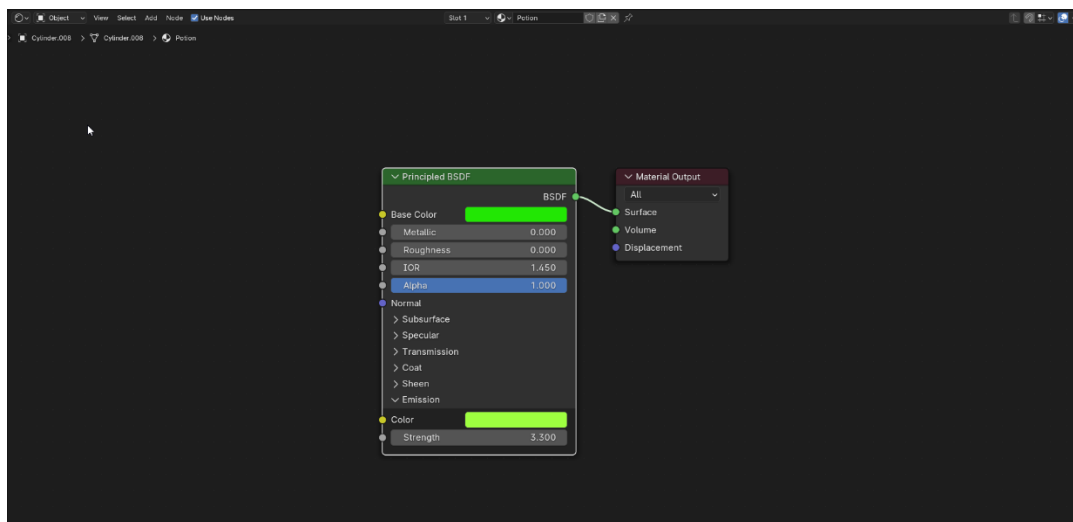 Object View Select Add Node Use Nodes Slot 1 Potion
Cylinder.008 > Cylinder.008 > Potion
Principled BSDF
BSDF
Base Color
Metallic 0.000
Roughness 0.000
IOR 1.450
Alpha 1.000
Normal
Subsurface
Specular
Transmission
Coat
Sheen
Emission
Color
Strength 3.300
Material Output
All
Surface
Volume
Displacement